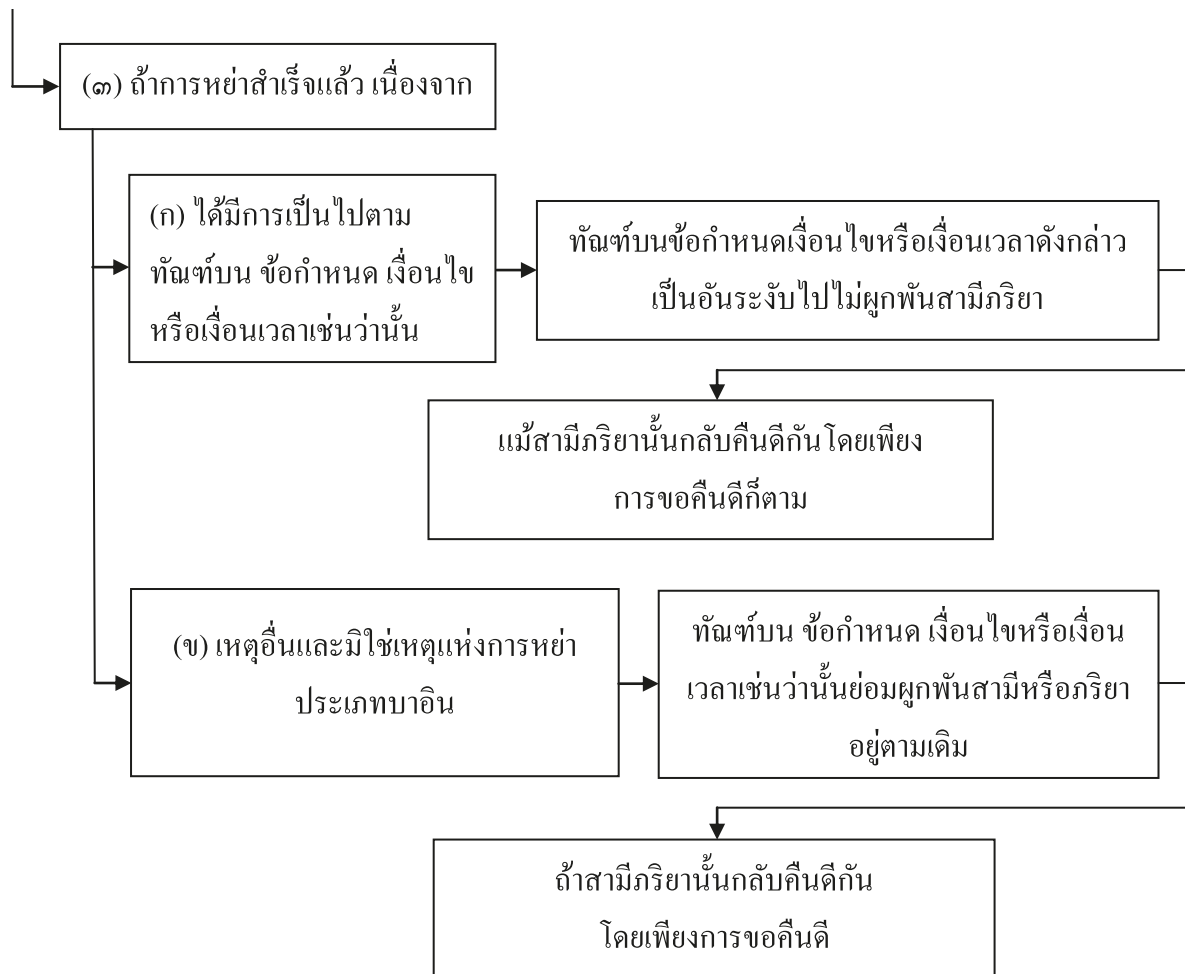 (๓) ถ้าการหย่าสำเร็จแล้ว เนื่องจาก
(ก) ได้มีการเป็นไปตาม
ทัณฑ์บน ข้อกำหนด เงื่อนไข
หรือเงื่อนเวลาเช่นว่านั้น
ทัณฑ์บนข้อกำหนดเงื่อนไขหรือเงื่อนเวลาดังกล่าว
เป็นอันระงับไปไม่ผูกพันสามีภริยา
แม้สามีภริยานั้นกลับคืนดีกัน โดยเพียง
การขอคืนดีก็ตาม
(ข) เหตุอื่นและมิใช่เหตุแห่งการหย่า
ประเภทบาอิน
ทัณฑ์บน ข้อกำหนด เงื่อนไขหรือเงื่อน
เวลาเช่นว่านั้นย่อมผูกพันสามีหรือภริยา
อยู่ตามเดิม
ถ้าสามีภริยานั้นกลับคืนดีกัน
โดยเพียงการขอคืนดี